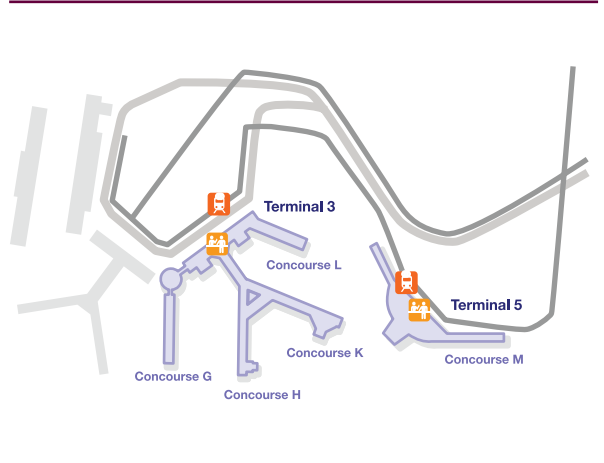 Terminal 3
Concourse L
Terminal 5
Concourse K
Concourse M
Concourse G
Concourse H